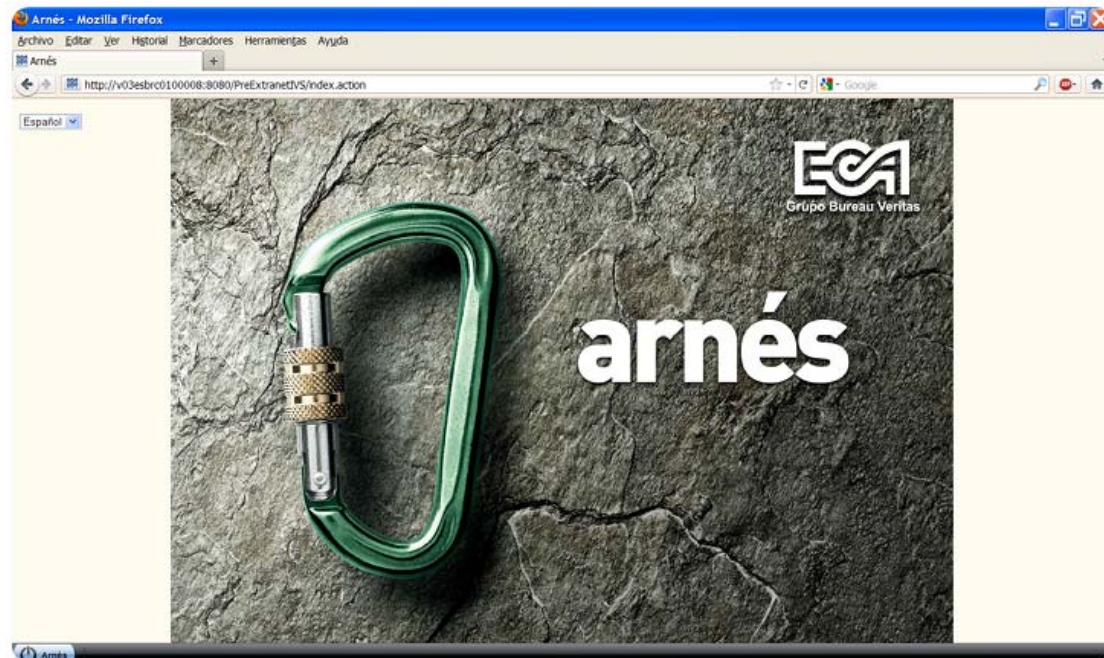 Arnés - Mozilla Firefox
Archivo Editar Ver Historial Marcadores Herramientas Ayuda
Arnés
http://v03esbrc0100008:8080/PreExtranetIVS/index.action
Google
Español
ECA
Grupo Bureau Veritas
arnés
Arnés